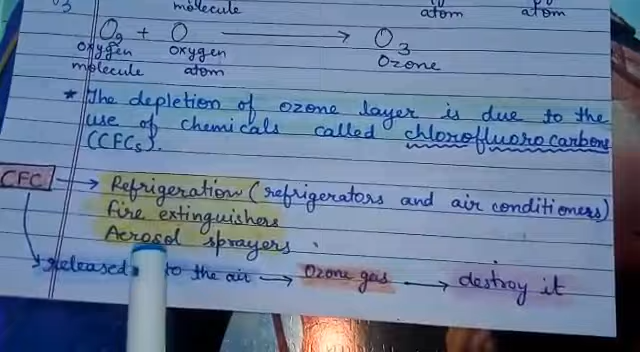 molecule atom atom
O2 + O → O3
oxygen oxygen Ozone
molecule atom
* The depletion of ozone layer is due to the
use of chemicals called chlorofluorocarbons
(CFCs).
CFC → Refrigeration (refrigerators and air conditioners)
Fire extinguishers
Aerosol sprayers
released to the air → Ozone gas → destroy it